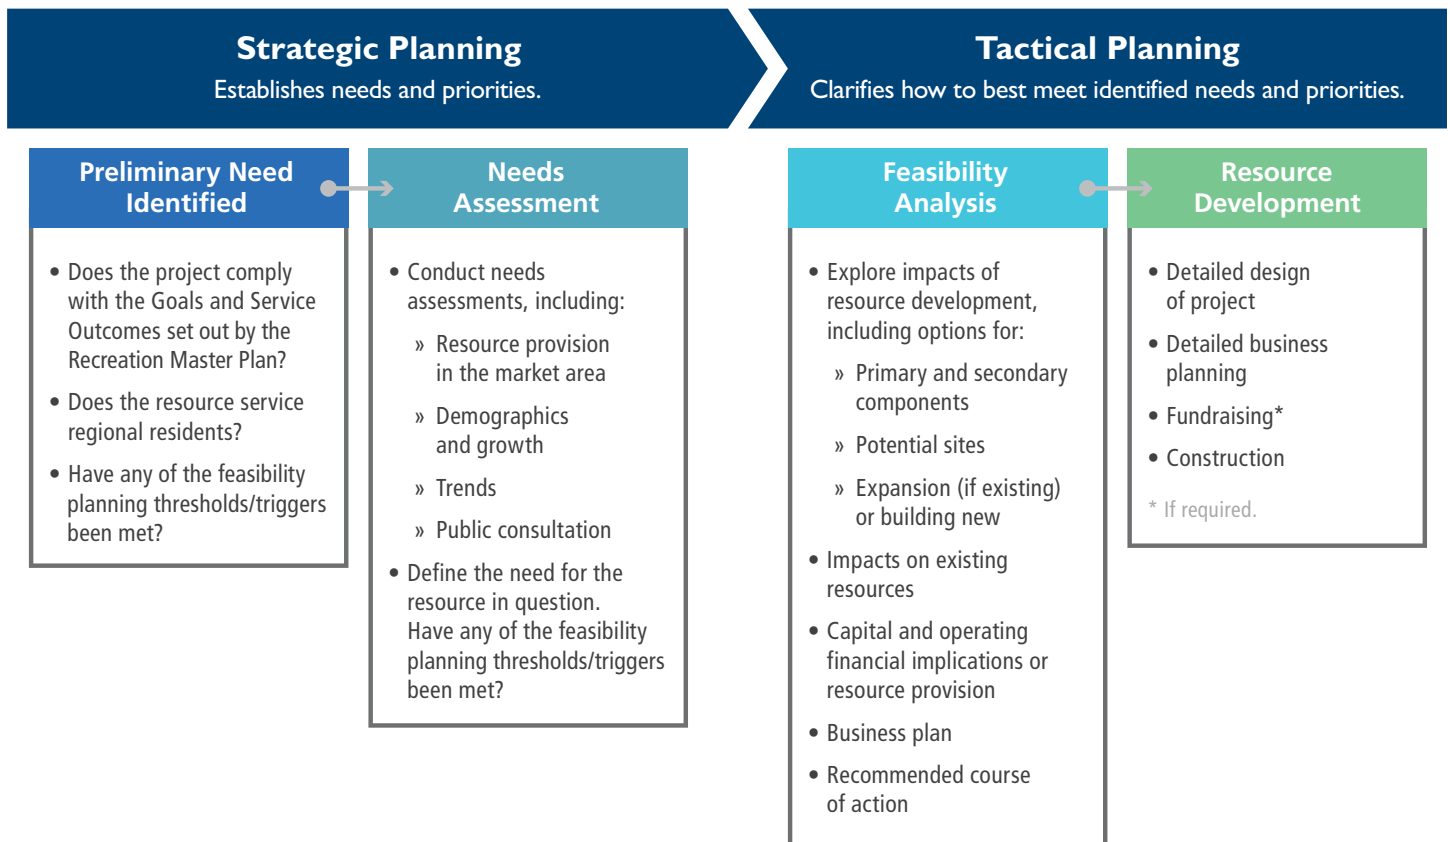 Strategic Planning
Establishes needs and priorities.
Tactical Planning
Clarifies how to best meet identified needs and priorities.
Preliminary Need
Identified
• Does the project comply
with the Goals and Service
Outcomes set out by the
Recreation Master Plan?
• Does the resource service
regional residents?
• Have any of the feasibility
planning thresholds/triggers
been met?
Needs
Assessment
• Conduct needs
assessments, including:
» Resource provision
in the market area
» Demographics
and growth
» Trends
» Public consultation
• Define the need for the
resource in question.
Have any of the feasibility
planning thresholds/triggers
been met?
Feasibility
Analysis
• Explore impacts of
resource development,
including options for:
» Primary and secondary
components
» Potential sites
» Expansion (if existing)
or building new
• Impacts on existing
resources
• Capital and operating
financial implications or
resource provision
• Business plan
• Recommended course
of action
Resource
Development
• Detailed design
of project
• Detailed business
planning
• Fundraising*
• Construction
* If required.